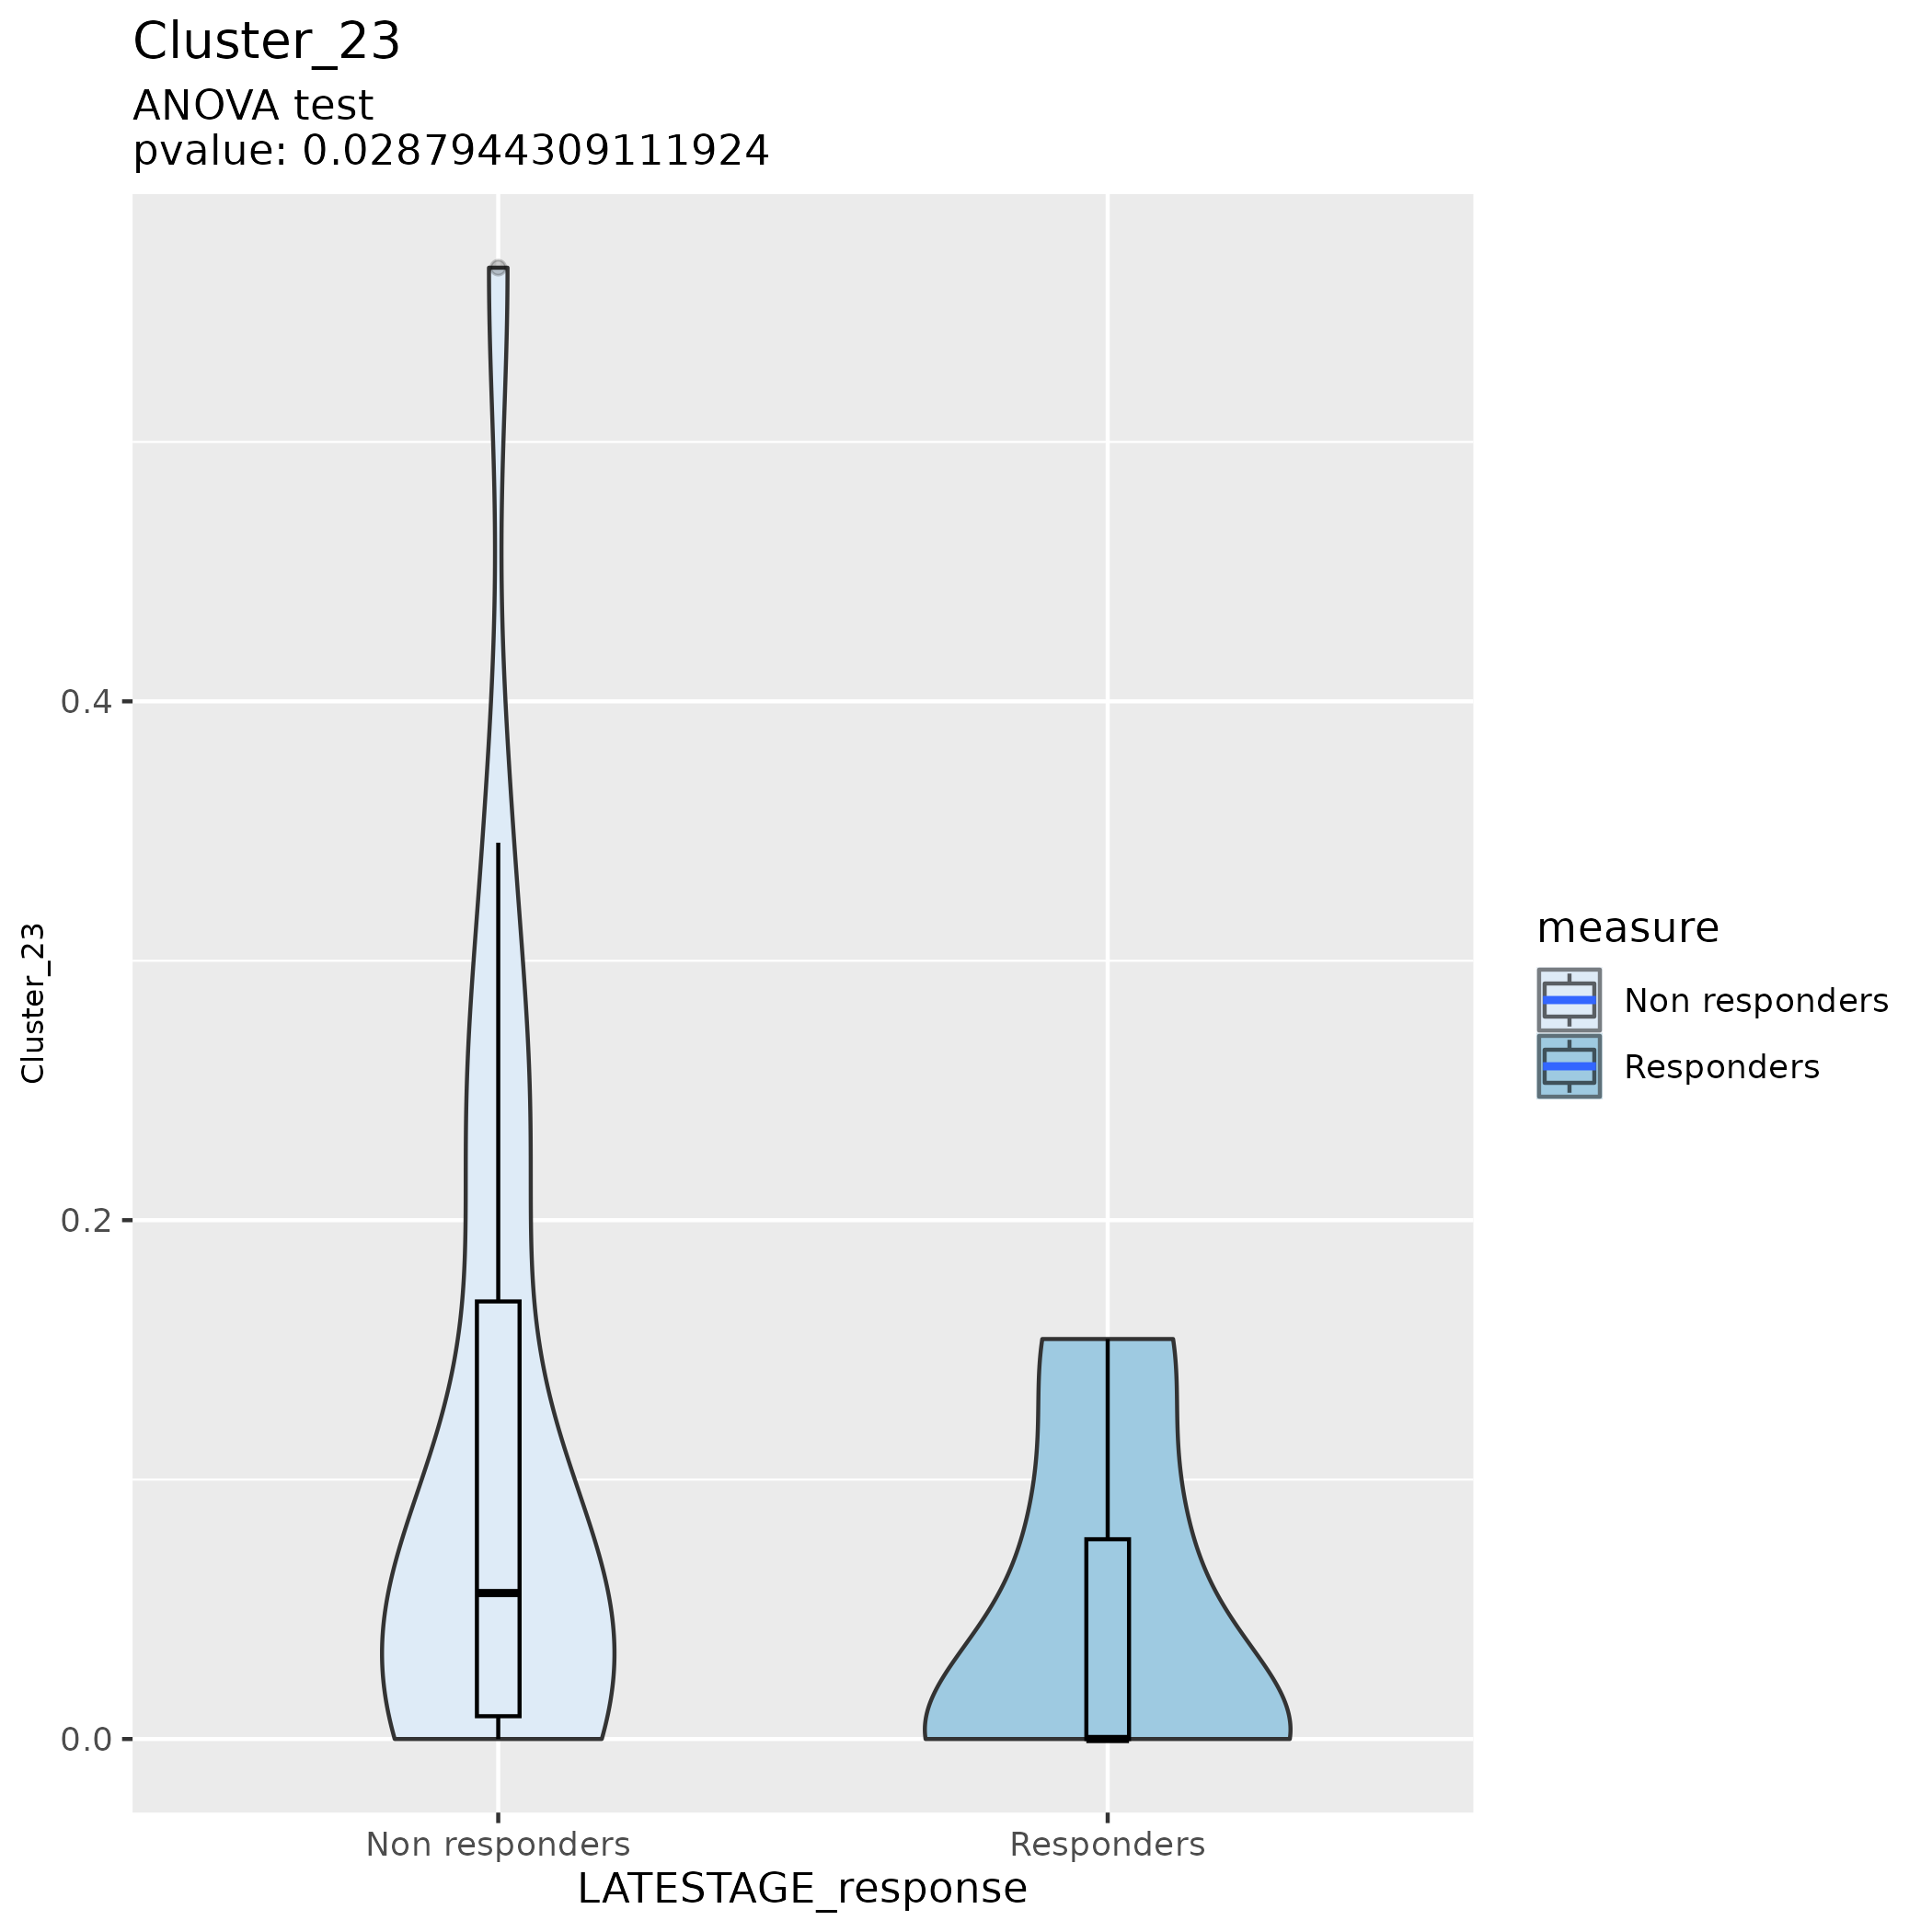 Cluster_23
ANOVA test
pvalue: 0.0287944309111924
Cluster_23
0.4
0.2
0.0
Non responders
Responders
LATESTAGE_response
measure
Non responders
Responders